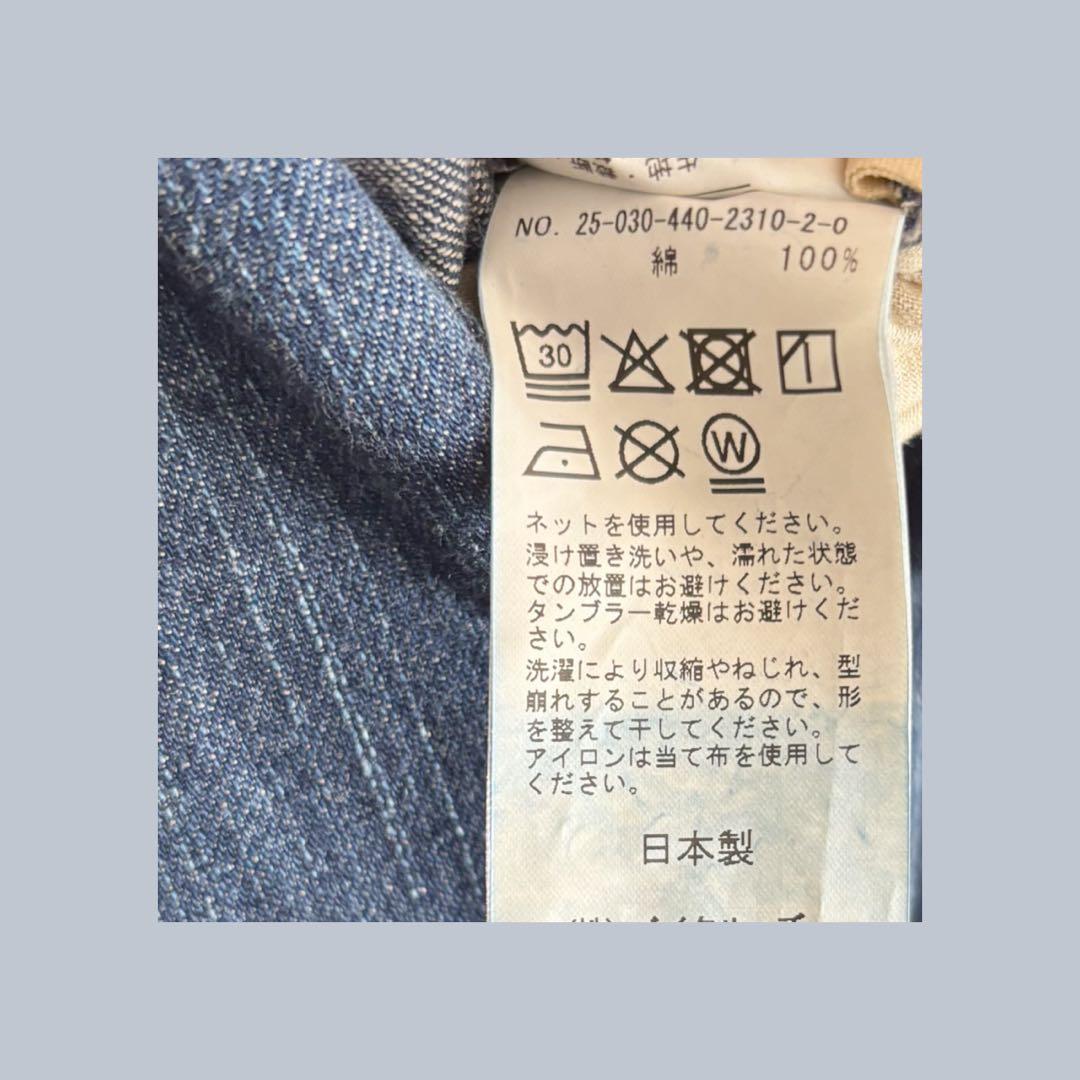 NO. 25-030-440-2310-2-0
綿 100%
30
W
ネットを使用してください。
浸け置き洗いや、濡れた状態
での放置はお避けください。
タンブラー乾燥はお避けくだ
さい。
洗濯により収縮やねじれ、型
崩れすることがあるので、形
を整えて干してください。
アイロンは当て布を使用して
ください。
日本製